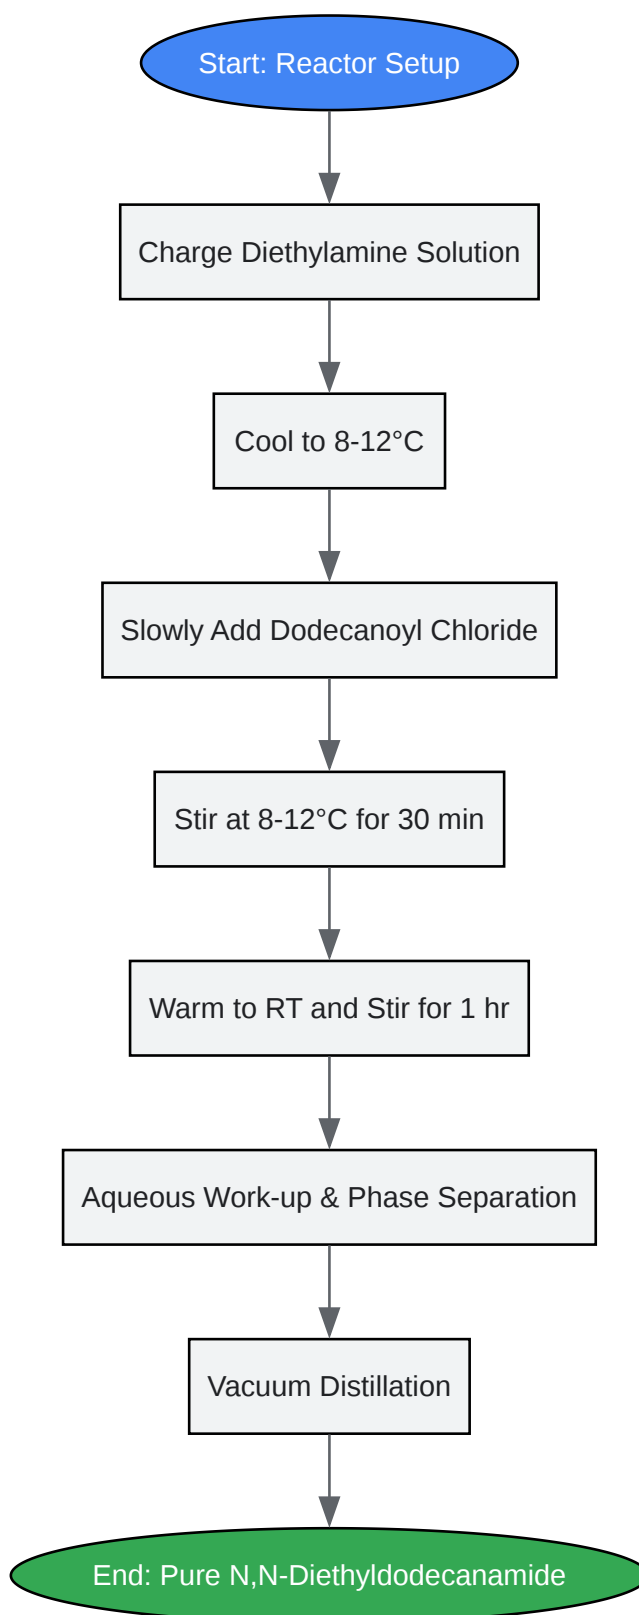 Start: Reactor Setup
Charge Diethylamine Solution
Cool to 8-12°C
Slowly Add Dodecanoyl Chloride
Stir at 8-12°C for 30 min
Warm to RT and Stir for 1 hr
Aqueous Work-up & Phase Separation
Vacuum Distillation
End: Pure N,N-Diethyldodecanamide